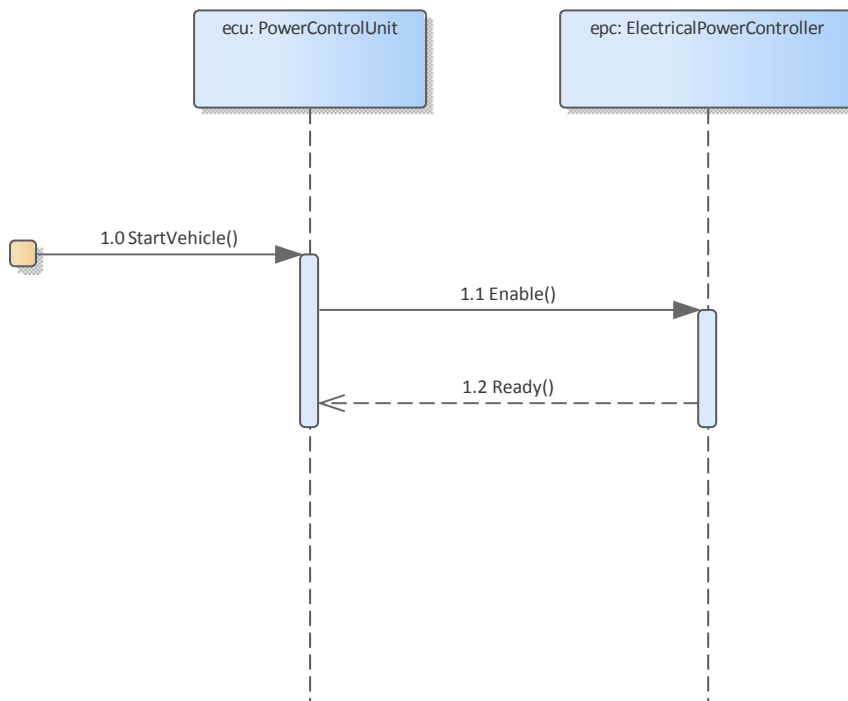 ecu: PowerControlUnit
epc: ElectricalPowerController
1.0 StartVehicle()
1.1 Enable()
1.2 Ready()